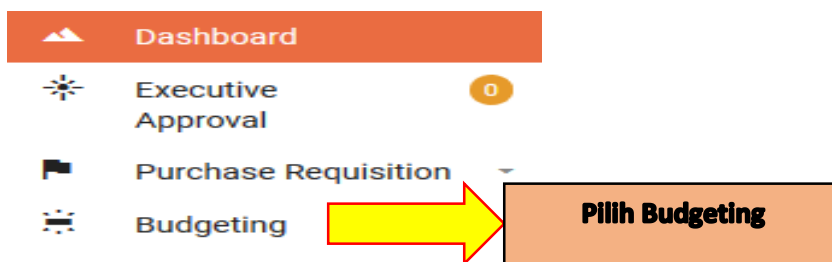 Dashboard
Executive 0
Approval
Purchase Requisition
Budgeting
Pilih Budgeting